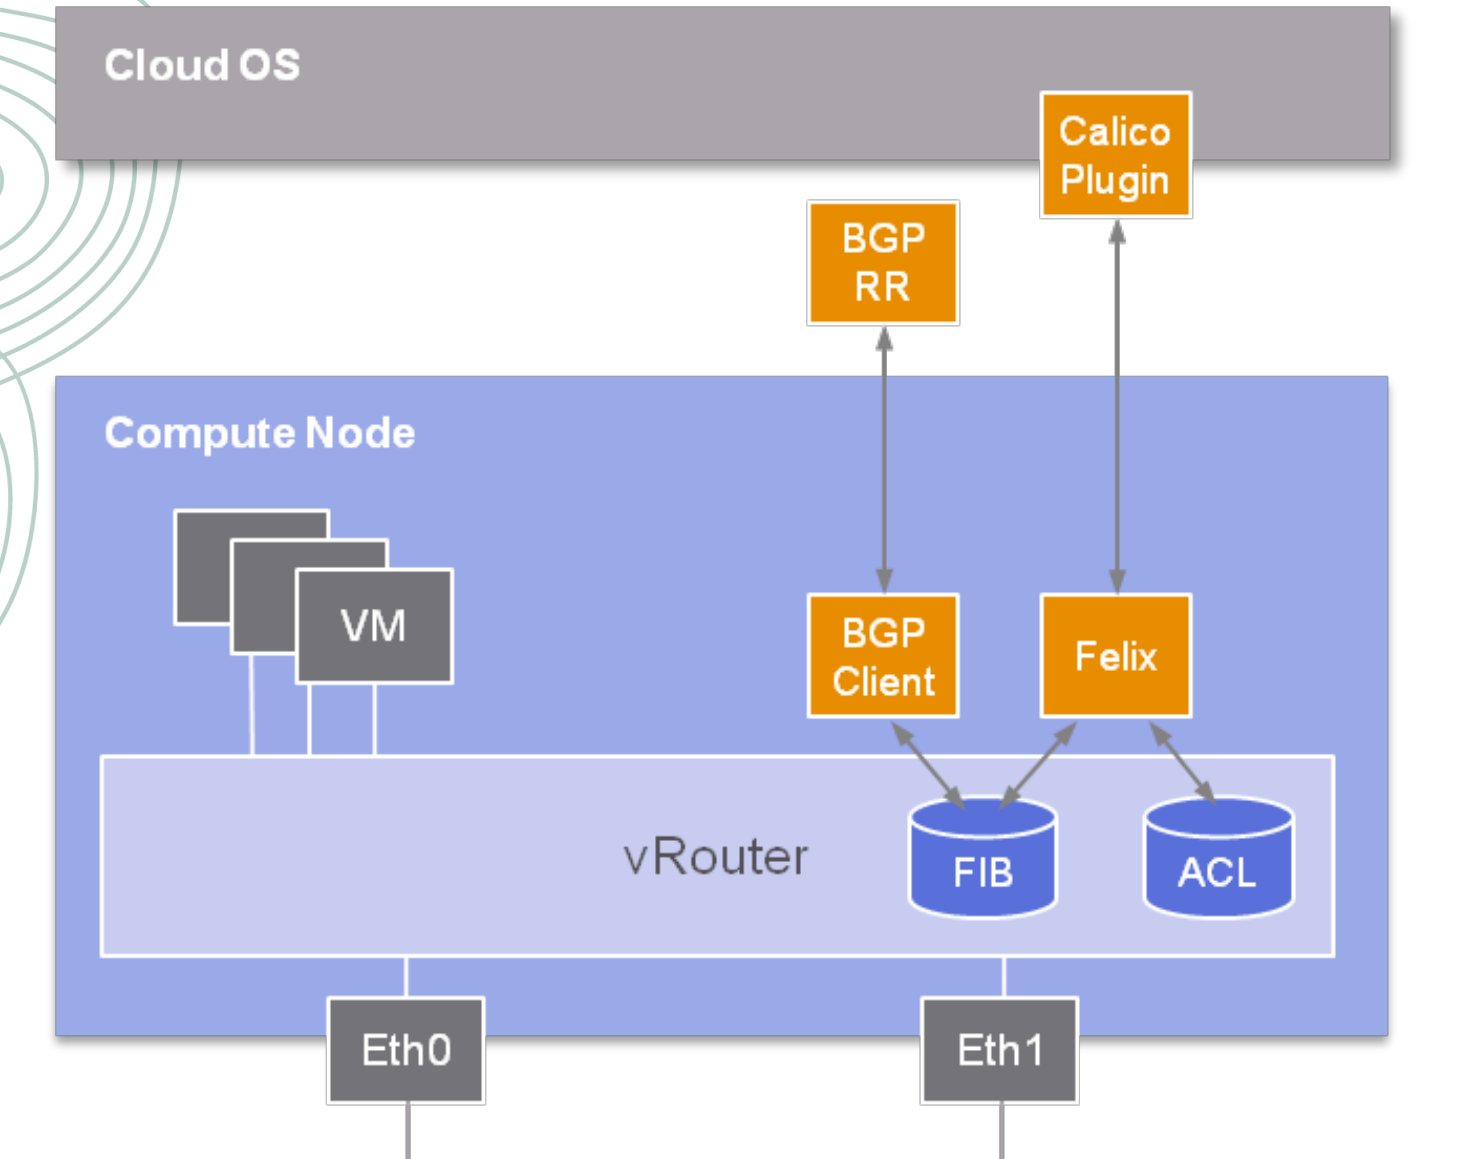 Cloud OS
Calico
Plugin
BGP
RR
Compute Node
VM
BGP
Client
Felix
vRouter
FIB
ACL
Eth0
Eth1